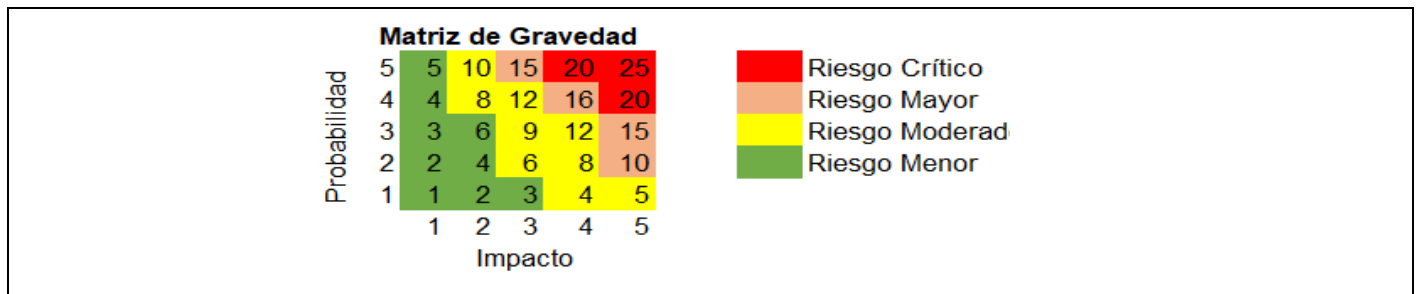 Matriz de Gravedad
Probabilidad
5 5 10 15 20 25
4 4 8 12 16 20
3 3 6 9 12 15
2 2 4 6 8 10
1 1 2 3 4 5
1 2 3 4 5
Impacto
Riesgo Crítico
Riesgo Mayor
Riesgo Moderad
Riesgo Menor